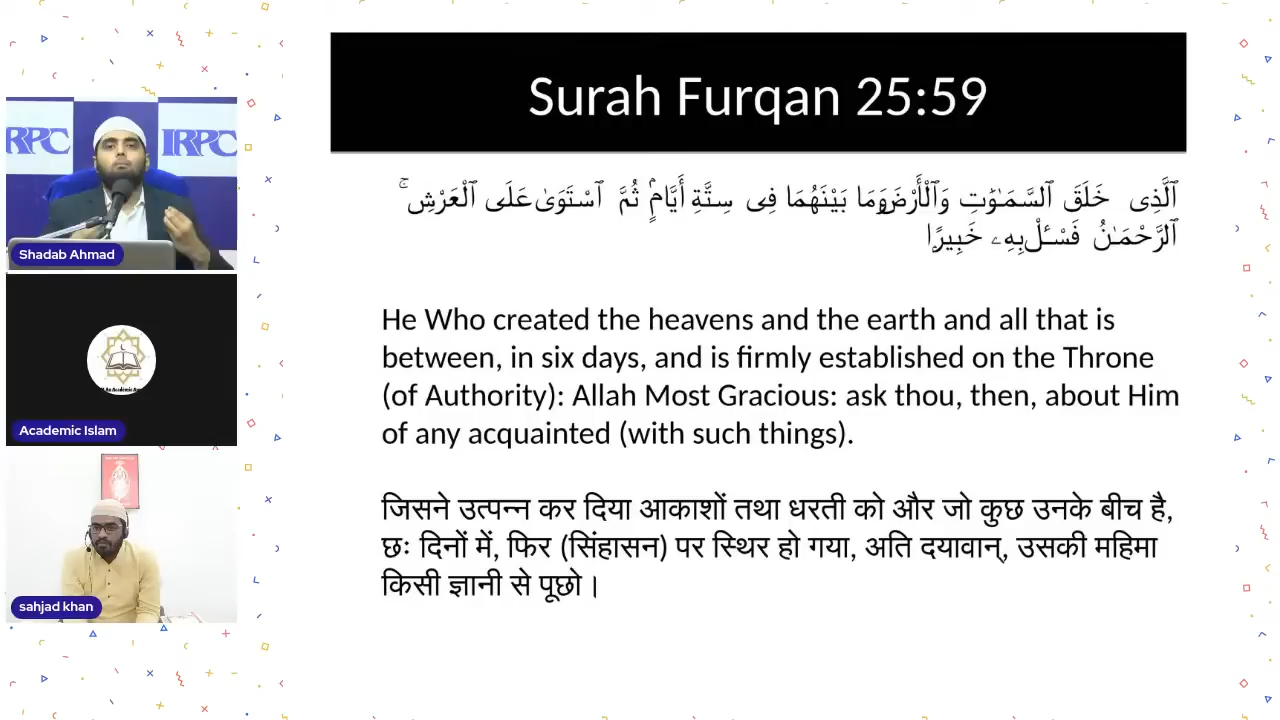 Surah Furqan 25:59
ٱلَّذِى خَلَقَ ٱلسَّمَـٰوَٰتِ وَٱلْأَرْضَ وَمَا بَيْنَهُمَا فِى سِتَّةِ أَيَّامٍۢ ثُمَّ ٱسْتَوَىٰ عَلَى ٱلْعَرْشِ ۚ
ٱلرَّحْمَـٰنُ فَسْـَٔلْ بِهِۦ خَبِيرًۭا
He Who created the heavens and the earth and all that is
between, in six days, and is firmly established on the Throne
(of Authority): Allah Most Gracious: ask thou, then, about Him
of any acquainted (with such things).
जिसने उत्पन्न कर दिया आकाशों तथा धरती को और जो कुछ उनके बीच है,
छः दिनों में, फिर (सिंहासन) पर स्थिर हो गया, अति दयावान्, उसकी महिमा
किसी ज्ञानी से पूछो।
IRPC
IRPC
Shadab Ahmad
Academic Islam
sahjad khan